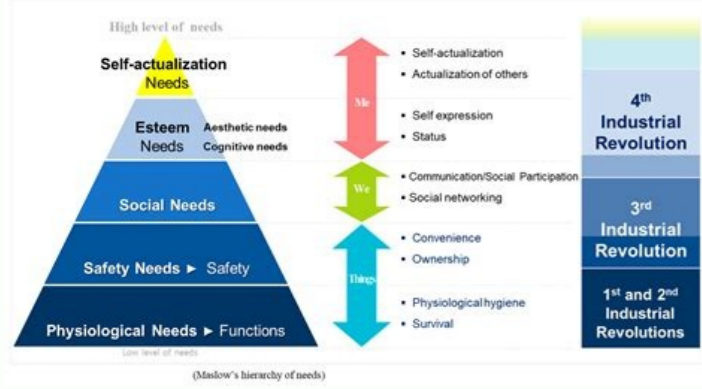 High level of needs
Self-actualization
Needs
Esteem
Needs
Aesthetic needs
Cognitive needs
Social Needs
Safety Needs ► Safety
Physiological Needs ► Functions
Low level of needs
(Maslow's hierarchy of needs)
Me
We
Things
▪ Self-actualization
▪ Actualization of others
▪ Self expression
▪ Status
▪ Communication/Social Participation
▪ Social networking
▪ Convenience
▪ Ownership
▪ Physiological hygiene
▪ Survival
4th
Industrial
Revolution
3rd
Industrial
Revolution
1st and 2nd
Industrial
Revolutions